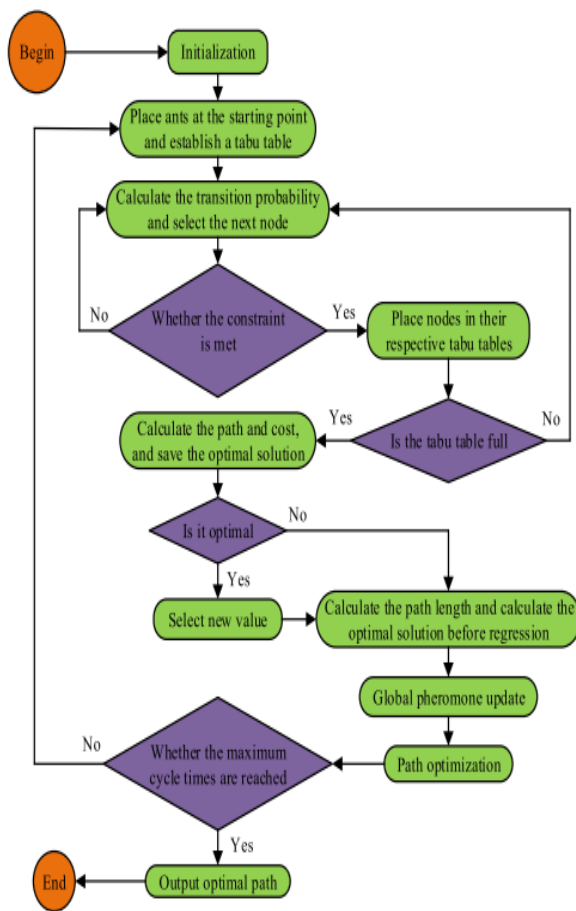 Begin
Initialization
Place ants at the starting point
and establish a tabu table
Calculate the transition probability
and select the next node
No
Whether the constraint
is met
Yes
Place nodes in their
respective tabu tables
Calculate the path and cost,
and save the optimal solution
Yes
Is the tabu table full
No
Is it optimal
No
Yes
Select new value
Calculate the path length and calculate the
optimal solution before regression
Global pheromone update
No
Whether the maximum
cycle times are reached
Path optimization
Yes
End
Output optimal path